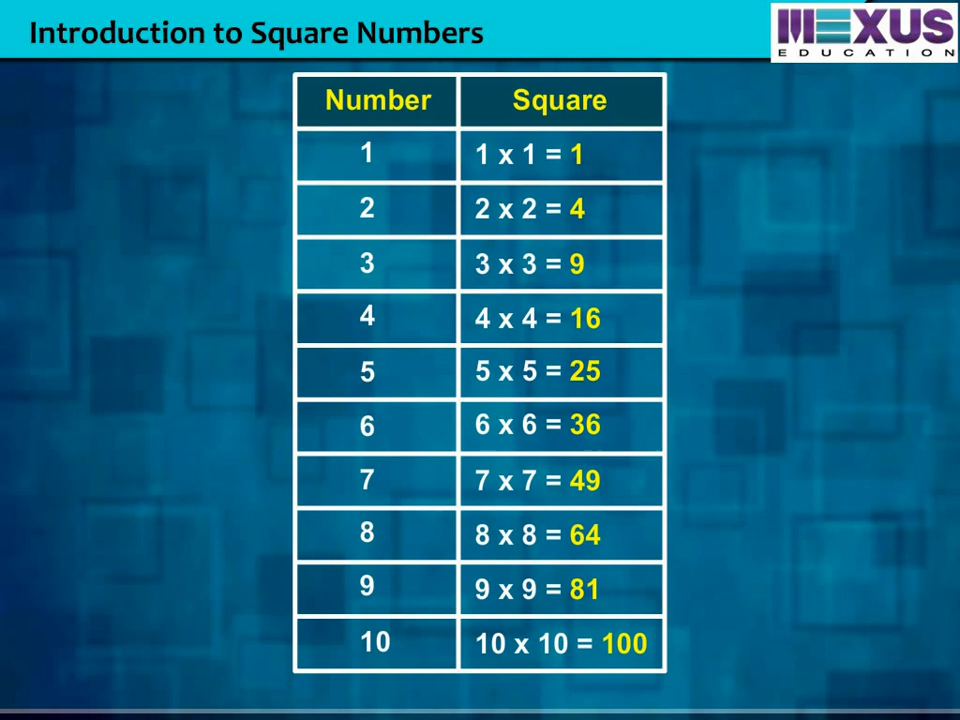 Introduction to Square Numbers
MEXUS
EDUCATION
Number Square
1 1 x 1 = 1
2 2 x 2 = 4
3 3 x 3 = 9
4 4 x 4 = 16
5 5 x 5 = 25
6 6 x 6 = 36
7 7 x 7 = 49
8 8 x 8 = 64
9 9 x 9 = 81
10 10 x 10 = 100